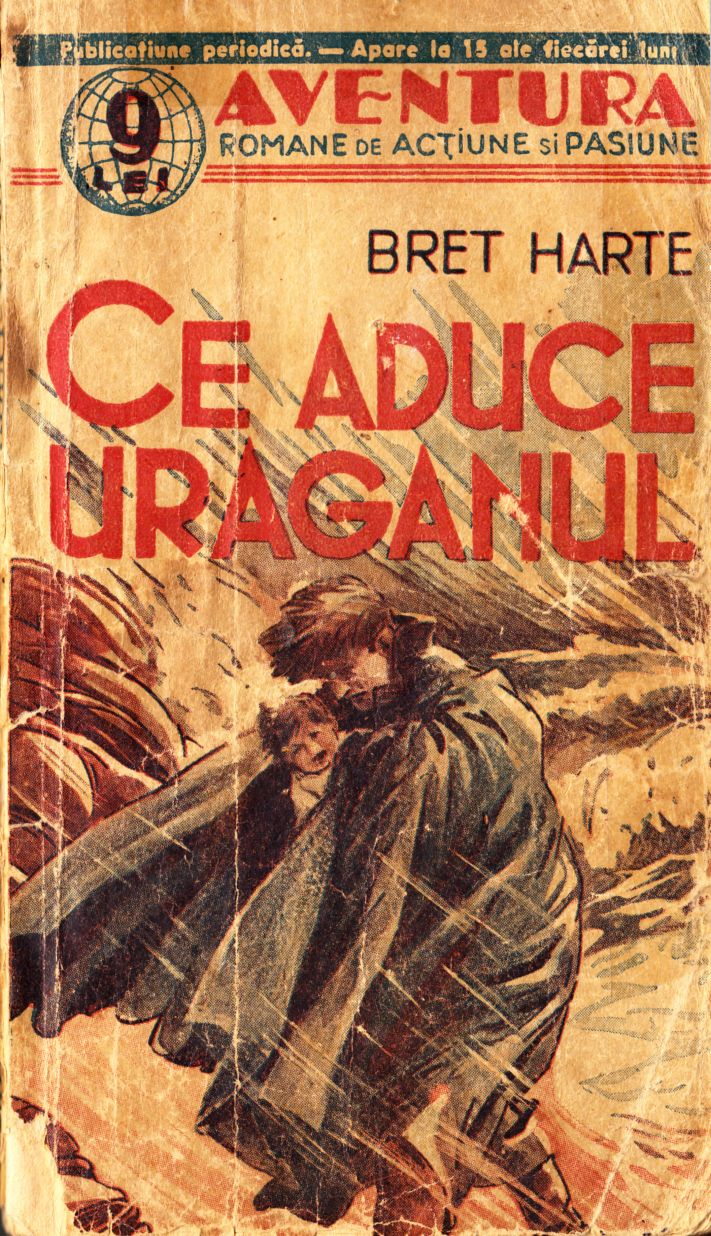 Publicațiune periodică. — Apare la 15 ale fiecărei luni
9
LEI
AVENTURA
ROMANE DE ACȚIUNE și PASIUNE
BRET HARTE
CE ADUCE
URAGANUL